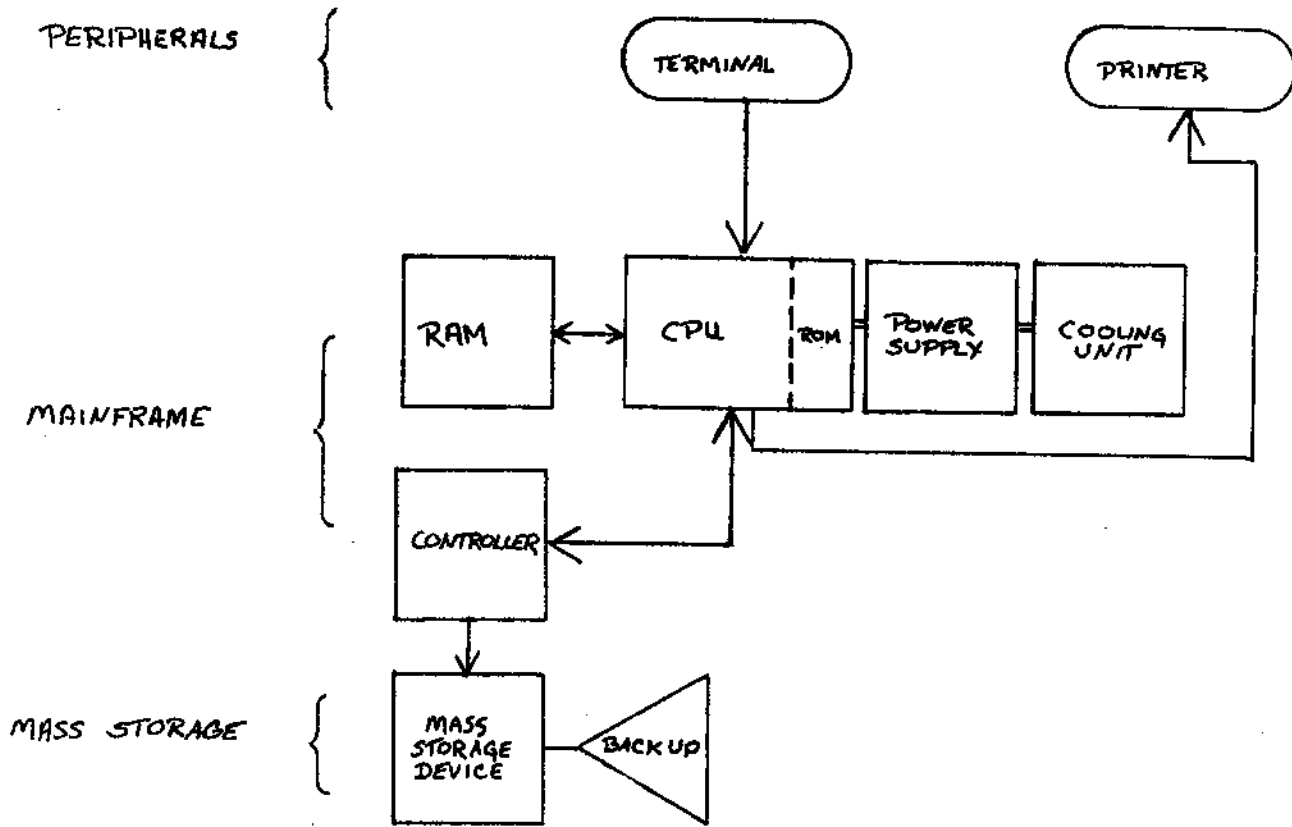 PERIPHERALS
TERMINAL
PRINTER
RAM
CPU
ROM
POWER
SUPPLY
COOLING
UNIT
MAINFRAME
CONTROLLER
MASS STORAGE
MASS
STORAGE
DEVICE
BACK UP